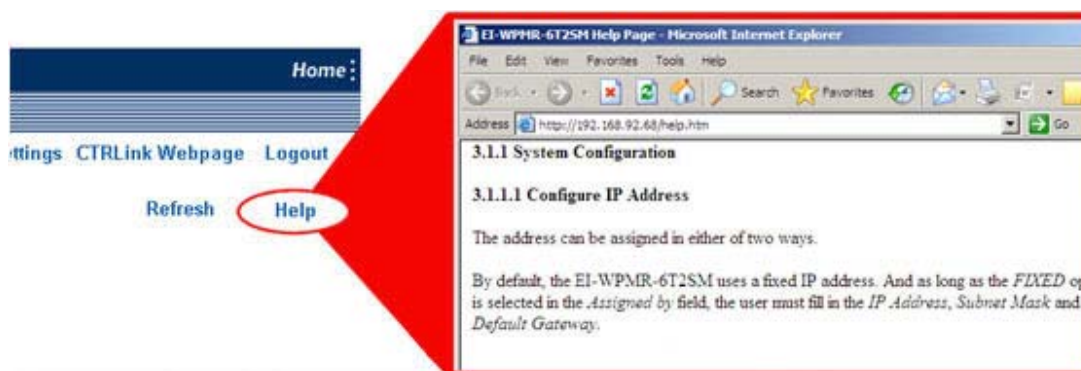 Home
ttings CTRLink Webpage Logout
Refresh Help
EI-WPMR-6T2SM Help Page - Microsoft Internet Explorer
File Edit View Favorites Tools Help
Back Search Favorites
Address http://192.168.92.68/help.htm Go
3.1.1 System Configuration
3.1.1.1 Configure IP Address
The address can be assigned in either of two ways.
By default, the EI-WPMR-6T2SM uses a fixed IP address. And as long as the FIXED op
is selected in the Assigned by field, the user must fill in the IP Address, Subnet Mask and
Default Gateway.